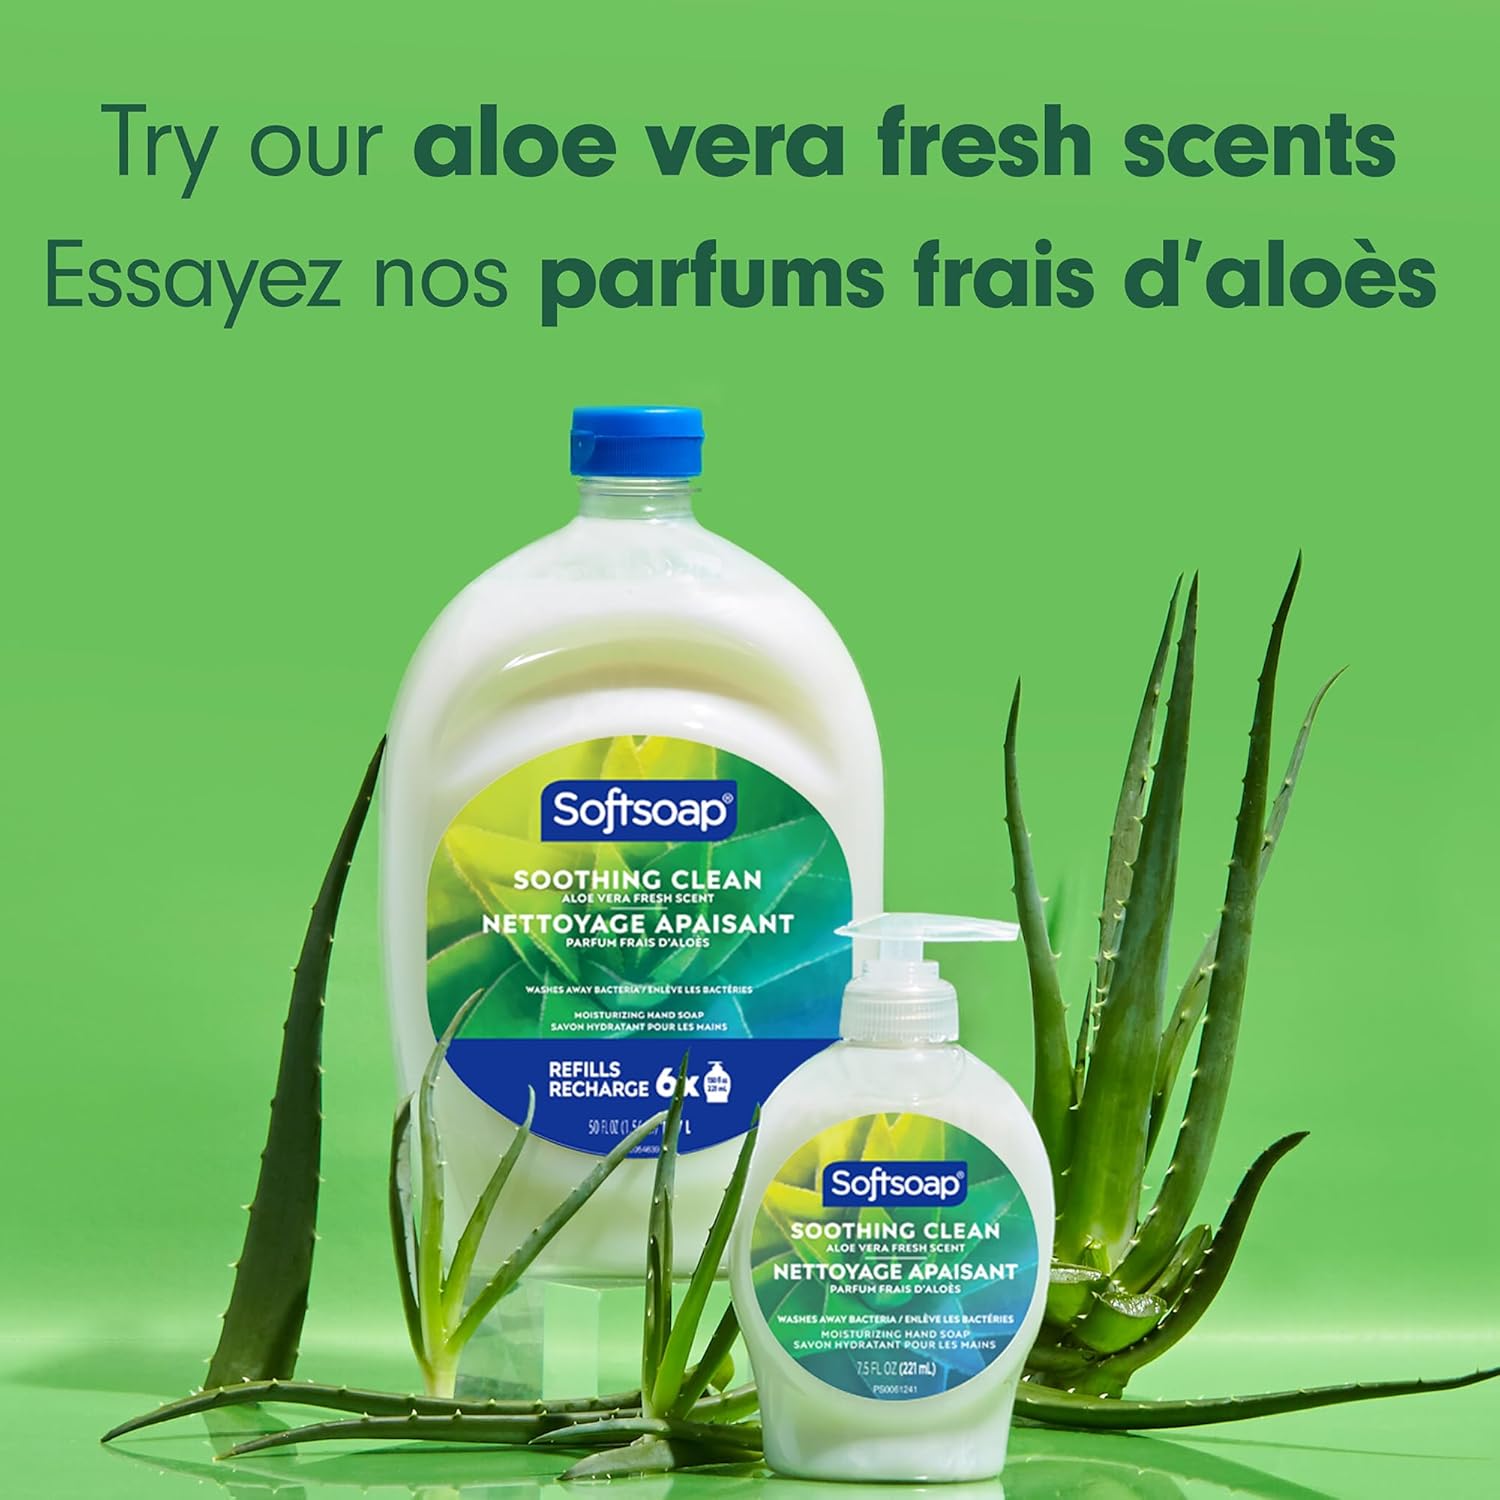 Try our aloe vera fresh scents
Essayez nos parfums frais d'aloès
Softsoap®
SOOTHING CLEAN
ALOE VERA FRESH SCENT
NETTOYAGE APAISANT
PARFUM FRAIS D'ALOÈS
WASHES AWAY BACTERIA / ENLÈVE LES BACTÉRIES
MOISTURIZING HAND SOAP
SAVON HYDRATANT POUR LES MAINS
REFILLS
RECHARGE 6x
221 mL
50 FL OZ
Softsoap®
SOOTHING CLEAN
ALOE VERA FRESH SCENT
NETTOYAGE APAISANT
PARFUM FRAIS D'ALOÈS
WASHES AWAY BACTERIA / ENLÈVE LES BACTÉRIES
MOISTURIZING HAND SOAP
SAVON HYDRATANT POUR LES MAINS
7.5 FL OZ (221 mL)
PS0061241